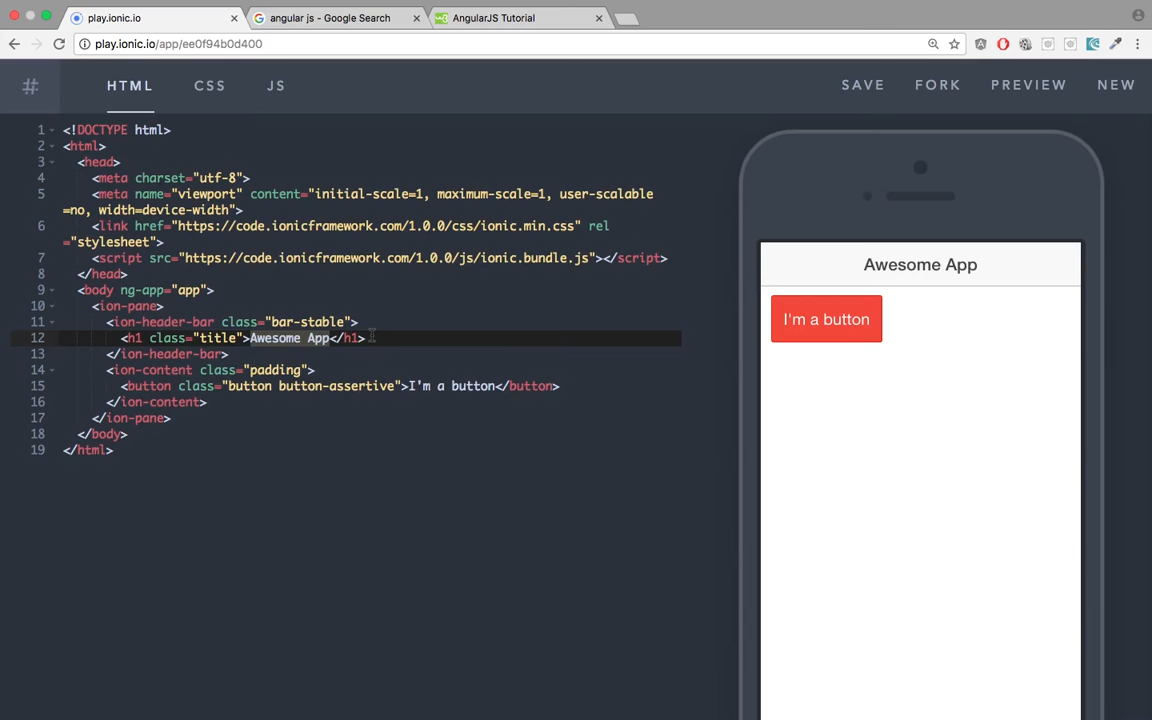 play.ionic.io
angular js - Google Search
AngularJS Tutorial
play.ionic.io/app/ee0f94b0d400
# HTML CSS JS SAVE FORK PREVIEW NEW
1 <!DOCTYPE html>
2 <html>
3 <head>
4 <meta charset="utf-8">
5 <meta name="viewport" content="initial-scale=1, maximum-scale=1, user-scalable
=no, width=device-width">
6 <link href="https://code.ionicframework.com/1.0.0/css/ionic.min.css" rel
="stylesheet">
7 <script src="https://code.ionicframework.com/1.0.0/js/ionic.bundle.js"></script>
8 </head>
9 <body ng-app="app">
10 <ion-pane>
11 <ion-header-bar class="bar-stable">
12 <h1 class="title">Awesome App</h1>
13 </ion-header-bar>
14 <ion-content class="padding">
15 <button class="button button-assertive">I'm a button</button>
16 </ion-content>
17 </ion-pane>
18 </body>
19 </html>
Awesome App
I'm a button